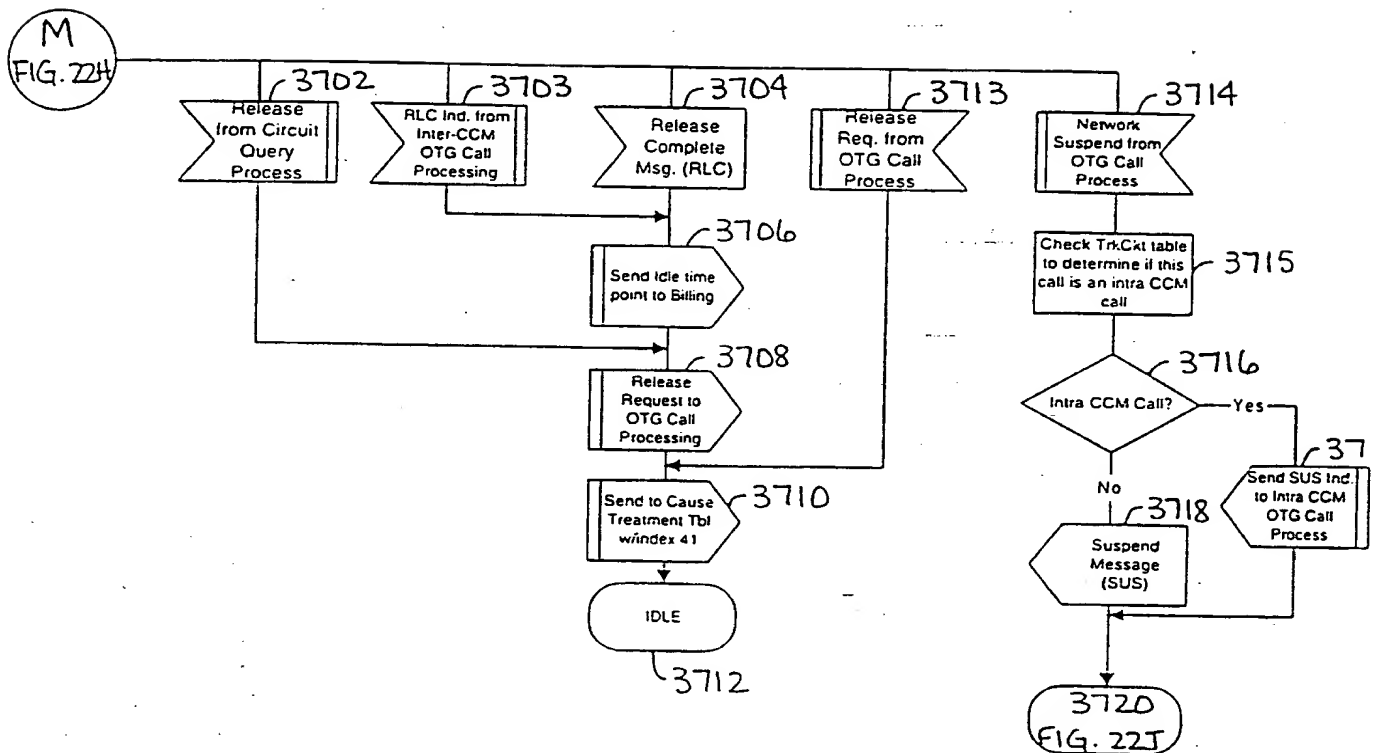 M
FIG. 22H
3702
Release
from Circuit
Query
Process
3703
RLC Ind. from
Inter-CCM
OTG Call
Processing
3704
Release
Complete
Msg. (RLC)
3713
Release
Req. from
OTG Call
Process
3714
Network
Suspend from
OTG Call
Process
3706
Send Idle time
point to Billing
3715
Check TrkCkt table
to determine if this
call is an intra CCM
call
3708
Release
Request to
OTG Call
Processing
3716
Intra CCM Call?
Yes
No
3710
Send to Cause
Treatment Tbl
w/index 41
37
Send SUS Ind.
to Intra CCM
OTG Call
Process
3718
Suspend
Message
(SUS)
IDLE
3712
3720
FIG. 22J